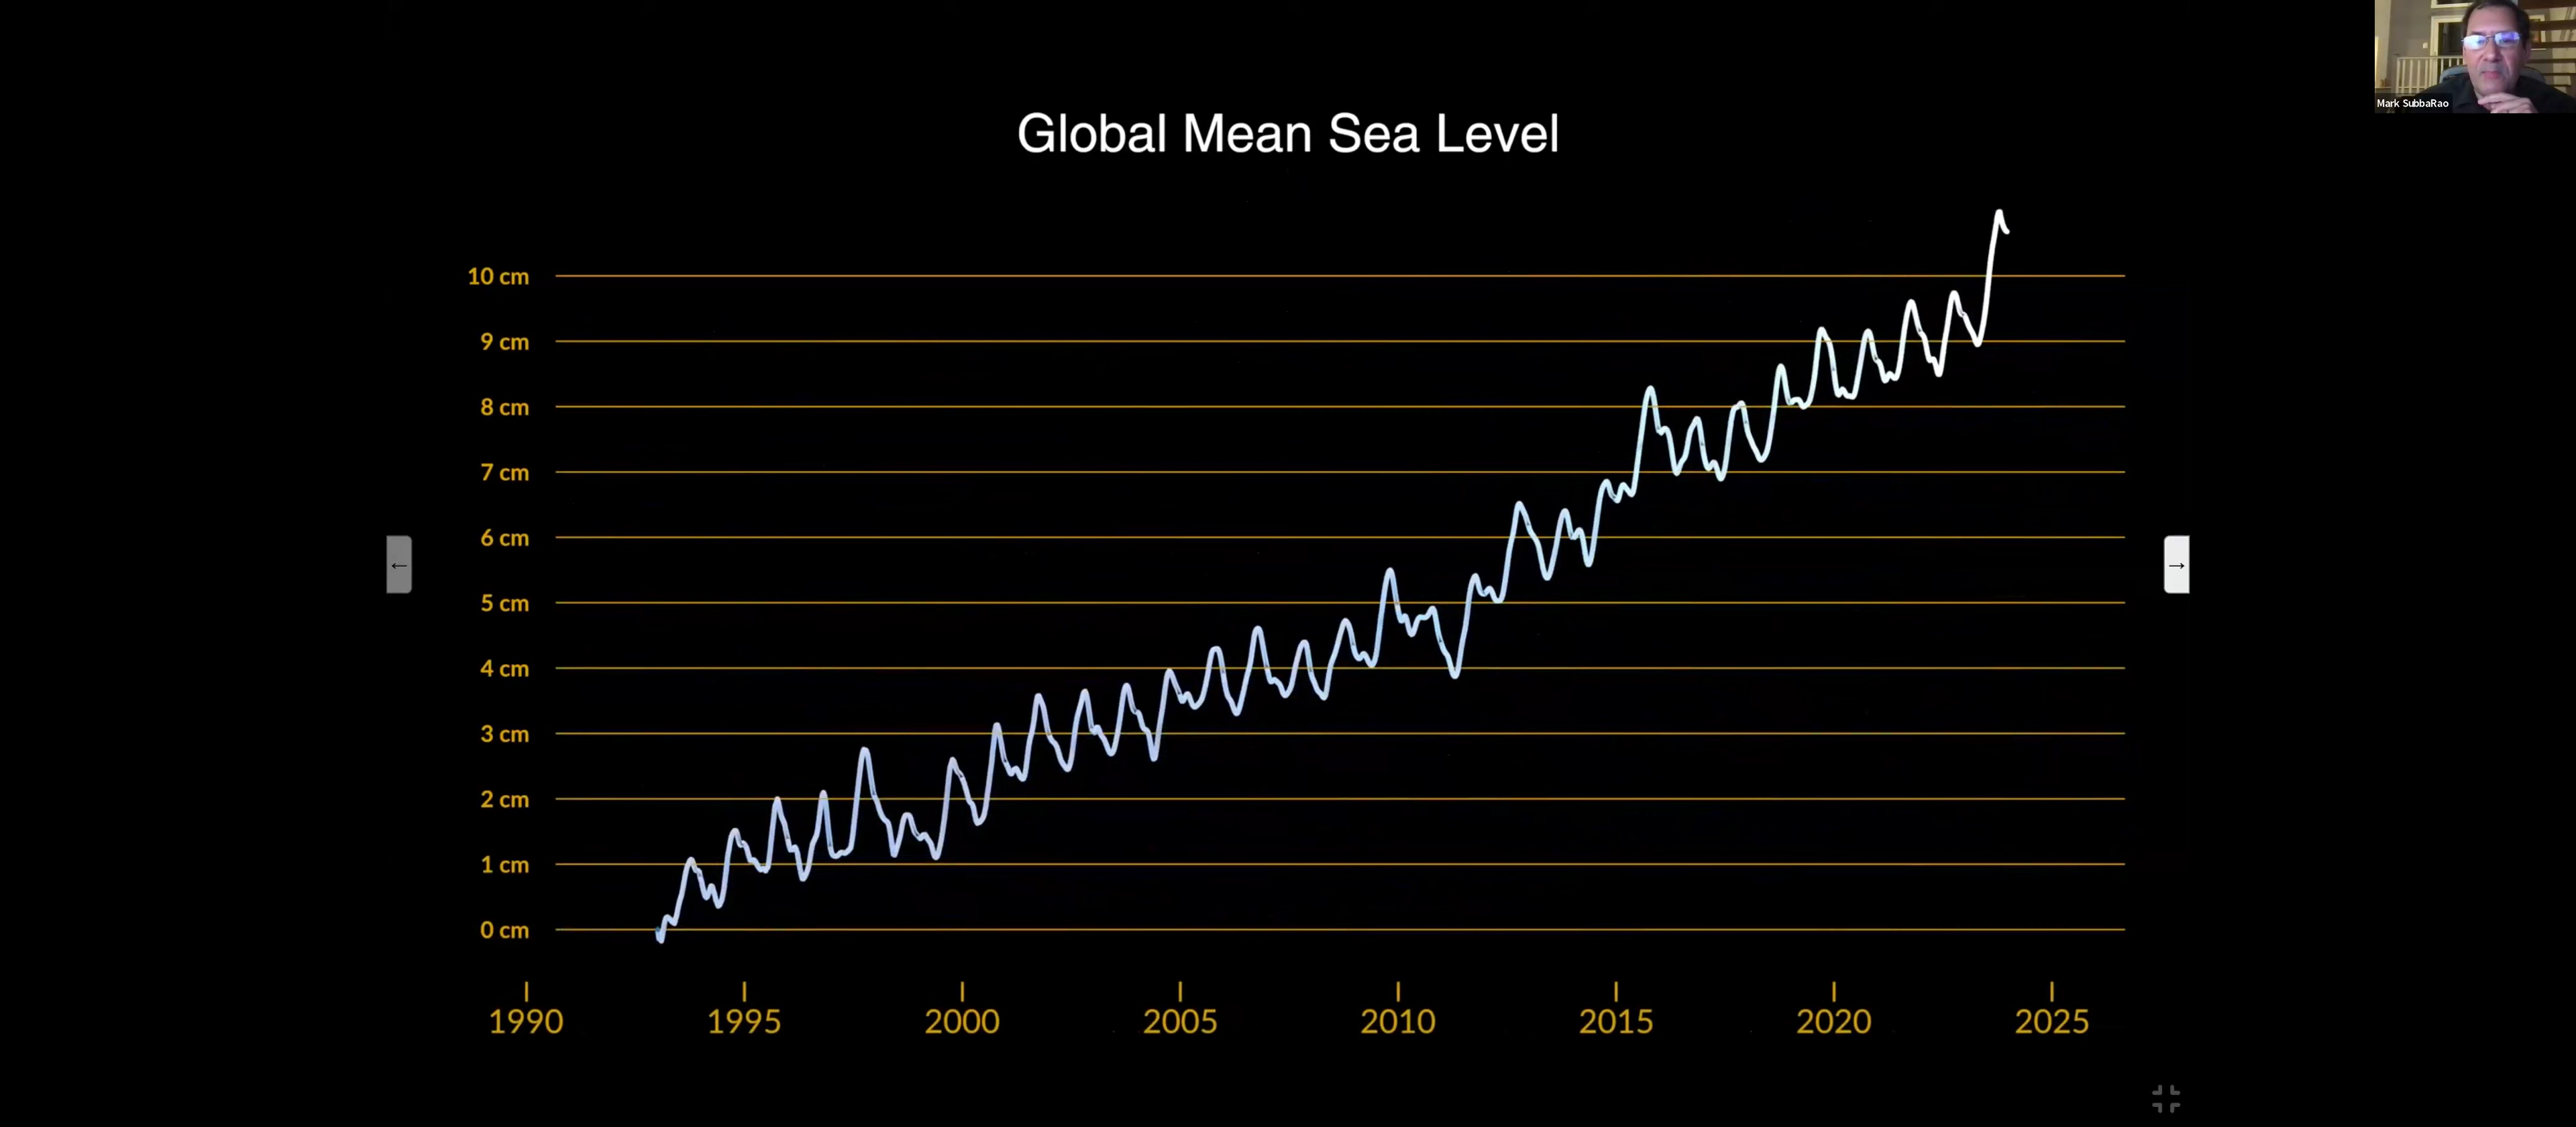 Mark SubbaRao
Global Mean Sea Level
10 cm
9 cm
8 cm
7 cm
6 cm
←
→
5 cm
4 cm
3 cm
2 cm
1 cm
0 cm
1990 1995 2000 2005 2010 2015 2020 2025